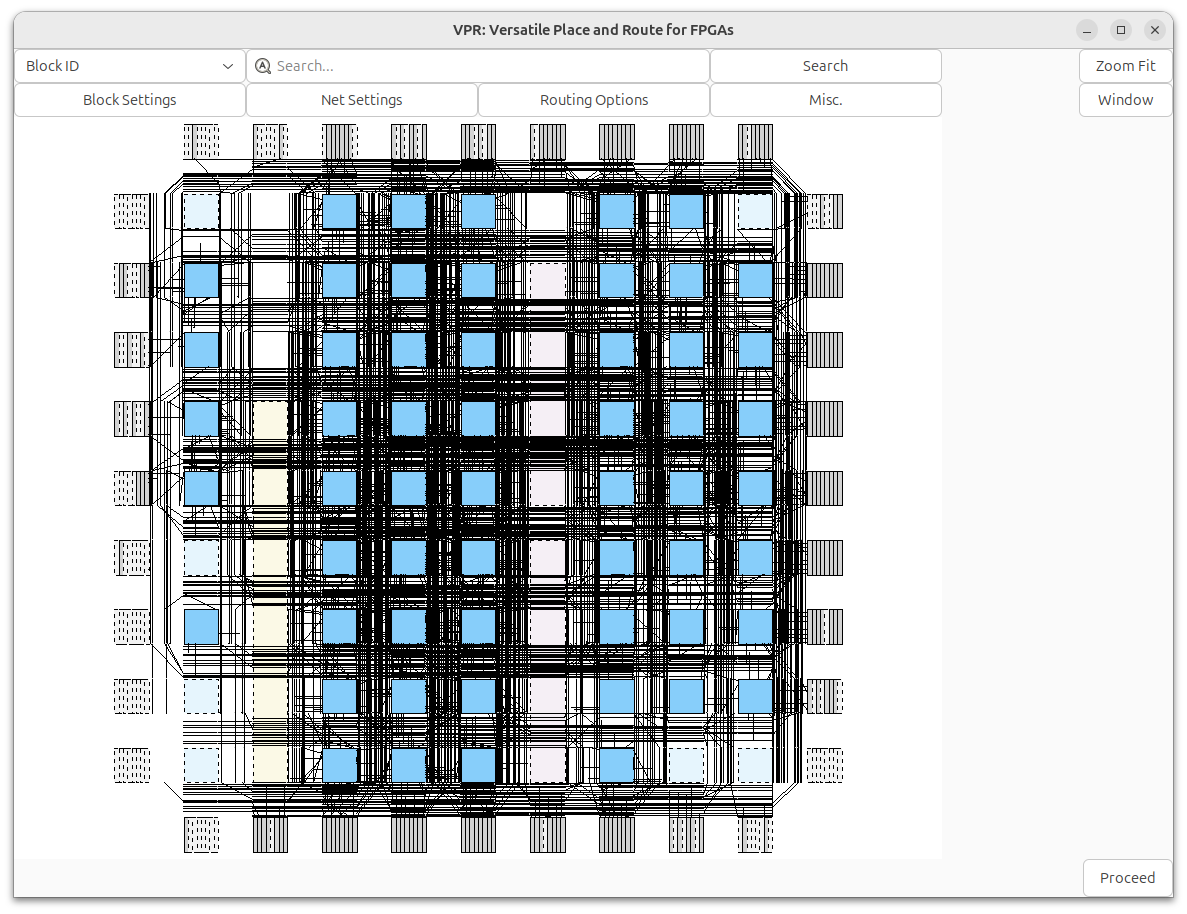 VPR: Versatile Place and Route for FPGAs
Block ID Search... Search Zoom Fit
Block Settings Net Settings Routing Options Misc. Window
Proceed